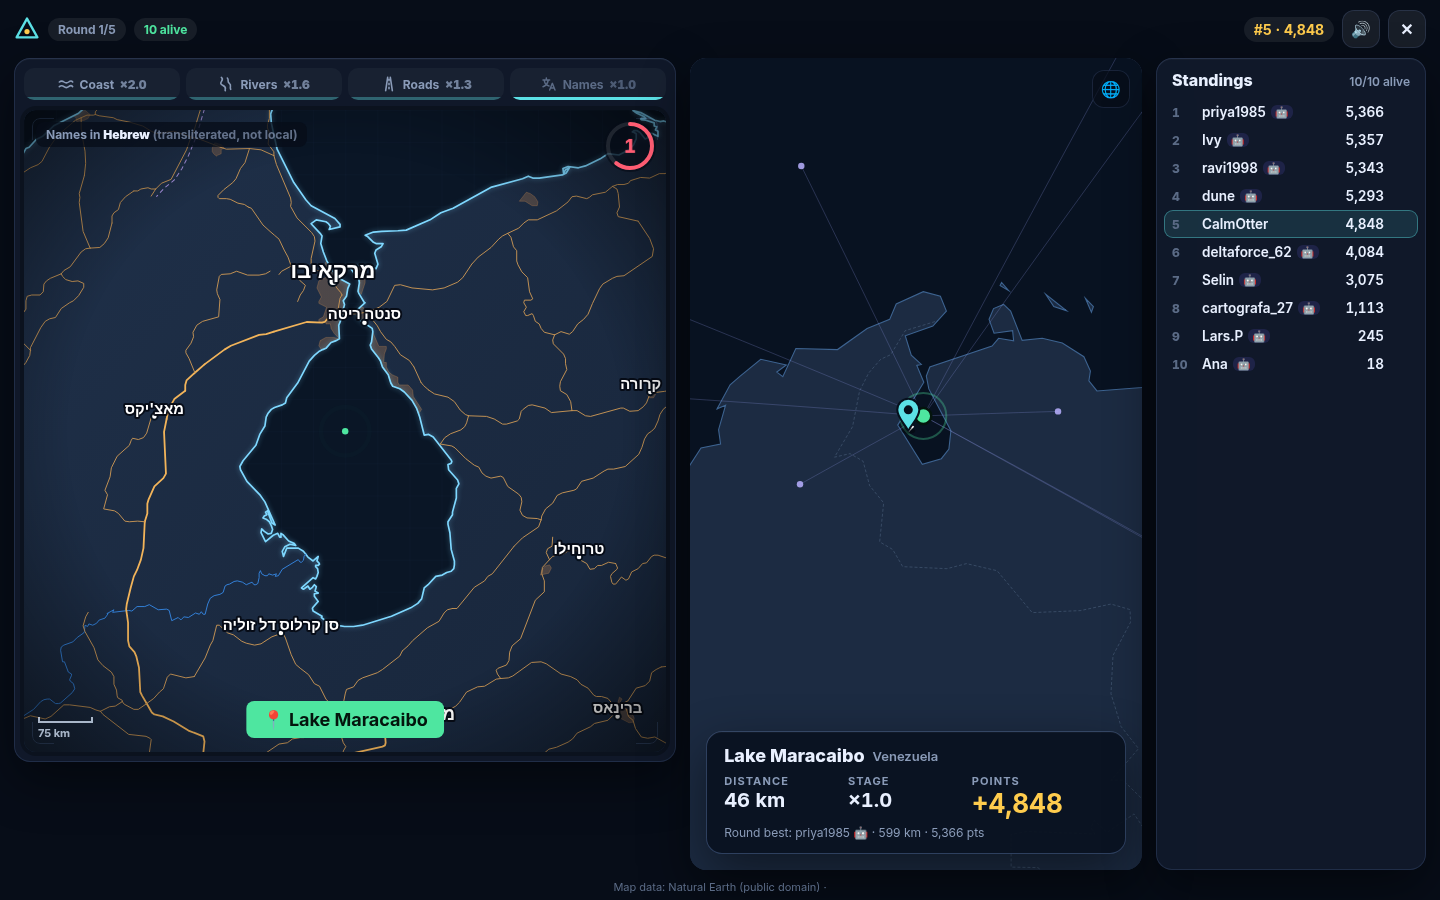 Round 1/5
10 alive
#5 · 4,848
Coast ×2.0
Rivers ×1.6
Roads ×1.3
Names ×1.0
Names in Hebrew (transliterated, not local)
1
מרקאיבו
סנטה ריטה
קרורה
מאצ'יקס
טרוחילו
סן קרלוס דל זוליה
ברינאס
📍 Lake Maracaibo
מ
75 km
Lake Maracaibo Venezuela
DISTANCE STAGE POINTS
46 km ×1.0 +4,848
Round best: priya1985 🤖 · 599 km · 5,366 pts
Standings 10/10 alive
1 priya1985 🤖 5,366
2 Ivy 🤖 5,357
3 ravi1998 🤖 5,343
4 dune 🤖 5,293
5 CalmOtter 4,848
6 deltaforce_62 🤖 4,084
7 Selin 🤖 3,075
8 cartografa_27 🤖 1,113
9 Lars.P 🤖 245
10 Ana 🤖 18
Map data: Natural Earth (public domain) ·